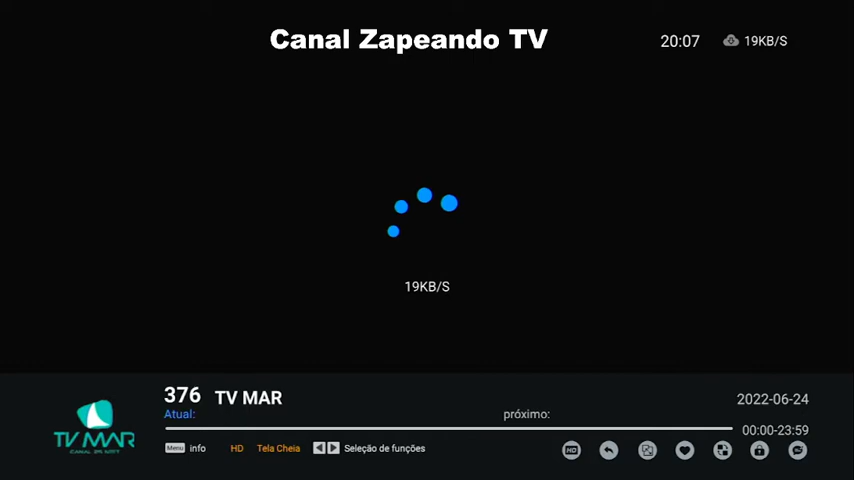 Canal Zapeando TV
20:07
19KB/S
19KB/S
376 TV MAR
2022-06-24
Atual:
próximo:
00:00-23:59
Menu info HD Tela Cheia Seleção de funções
HD
TV MAR